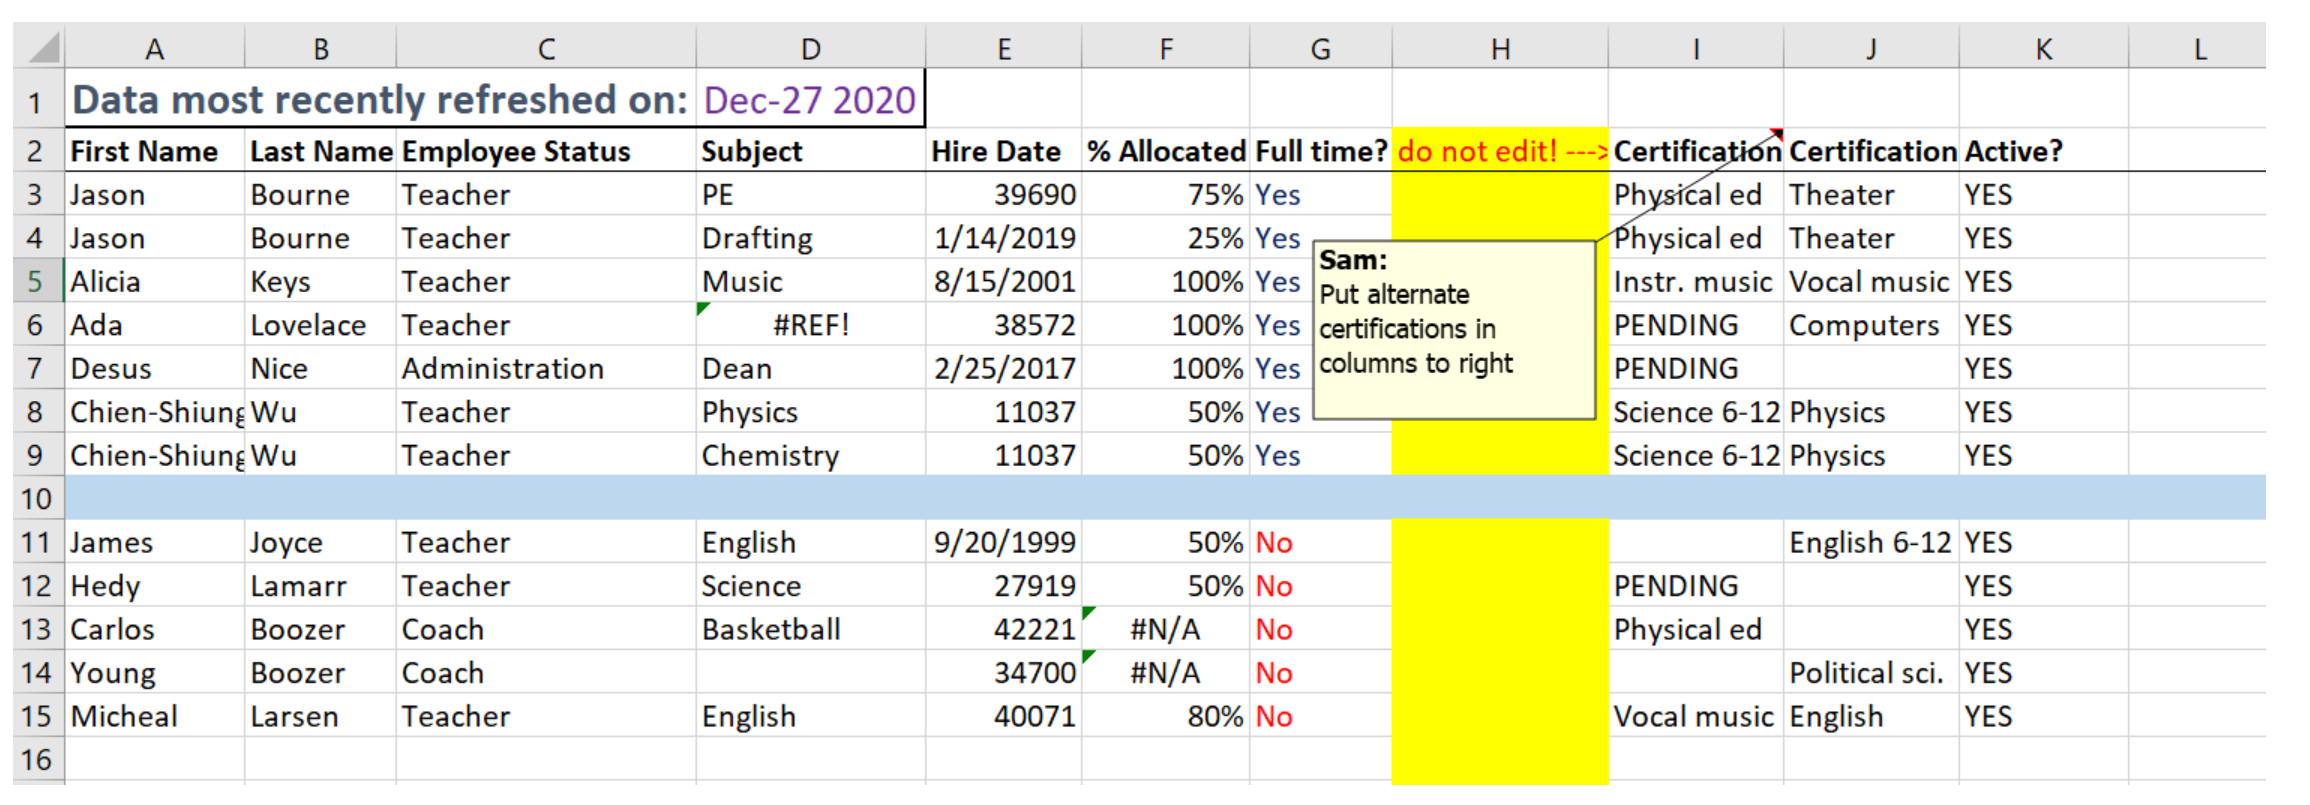 A B C D E F G H I J K L
1 Data most recently refreshed on: Dec-27 2020
2 First Name Last Name Employee Status Subject Hire Date % Allocated Full time? do not edit! ---> Certification Certification Active?
3 Jason Bourne Teacher PE 39690 75% Yes Physical ed Theater YES
4 Jason Bourne Teacher Drafting 1/14/2019 25% Yes Physical ed Theater YES
5 Alicia Keys Teacher Music 8/15/2001 100% Yes Instr. music Vocal music YES
6 Ada Lovelace Teacher #REF! 38572 100% Yes PENDING Computers YES
7 Desus Nice Administration Dean 2/25/2017 100% Yes PENDING YES
8 Chien-Shiung Wu Teacher Physics 11037 50% Yes Science 6-12 Physics YES
9 Chien-Shiung Wu Teacher Chemistry 11037 50% Yes Science 6-12 Physics YES
10
11 James Joyce Teacher English 9/20/1999 50% No English 6-12 YES
12 Hedy Lamarr Teacher Science 27919 50% No PENDING YES
13 Carlos Boozer Coach Basketball 42221 #N/A No Physical ed YES
14 Young Boozer Coach 34700 #N/A No Political sci. YES
15 Micheal Larsen Teacher English 40071 80% No Vocal music English YES
16
Sam:
Put alternate
certifications in
columns to right